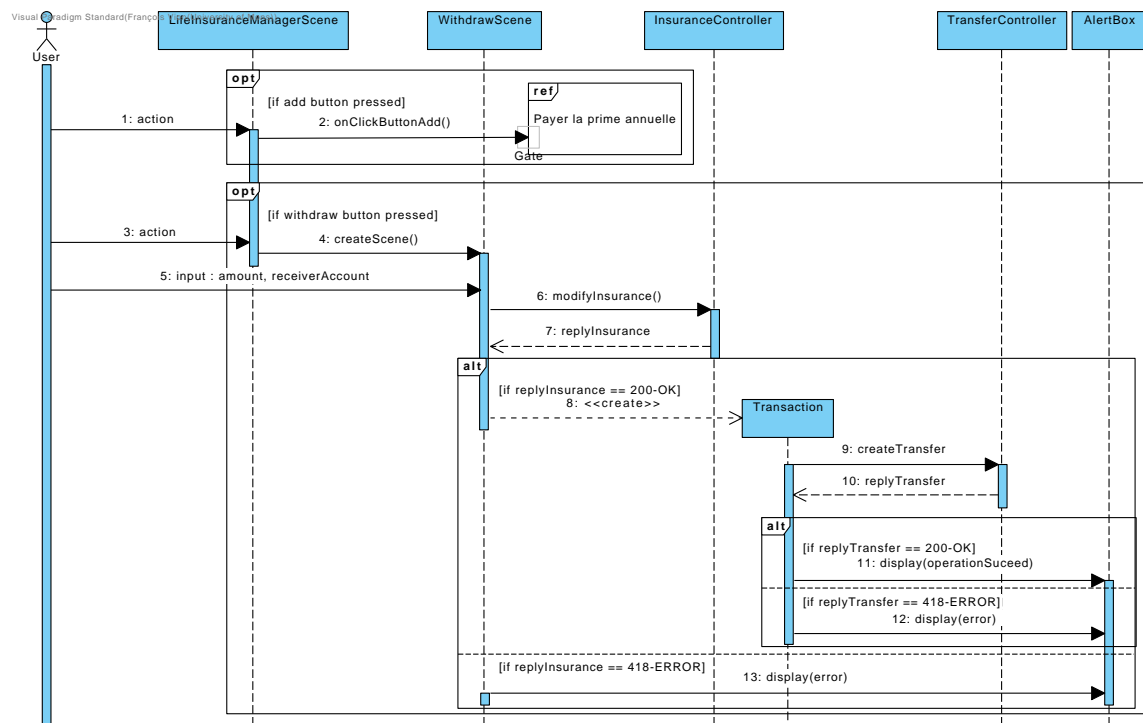 Visual Paradigm Standard(François
User
LifeInsuranceManagerScene
WithdrawScene
InsuranceController
TransferController
AlertBox
opt
[if add button pressed]
ref
Payer la prime annuelle
1: action
2: onClickButtonAdd()
Gate
opt
[if withdraw button pressed]
3: action
4: createScene()
5: input : amount, receiverAccount
6: modifyInsurance()
7: replyInsurance
alt
[if replyInsurance == 200-OK]
8: <<create>>
Transaction
9: createTransfer
10: replyTransfer
alt
[if replyTransfer == 200-OK]
11: display(operationSuceed)
[if replyTransfer == 418-ERROR]
12: display(error)
[if replyInsurance == 418-ERROR]
13: display(error)